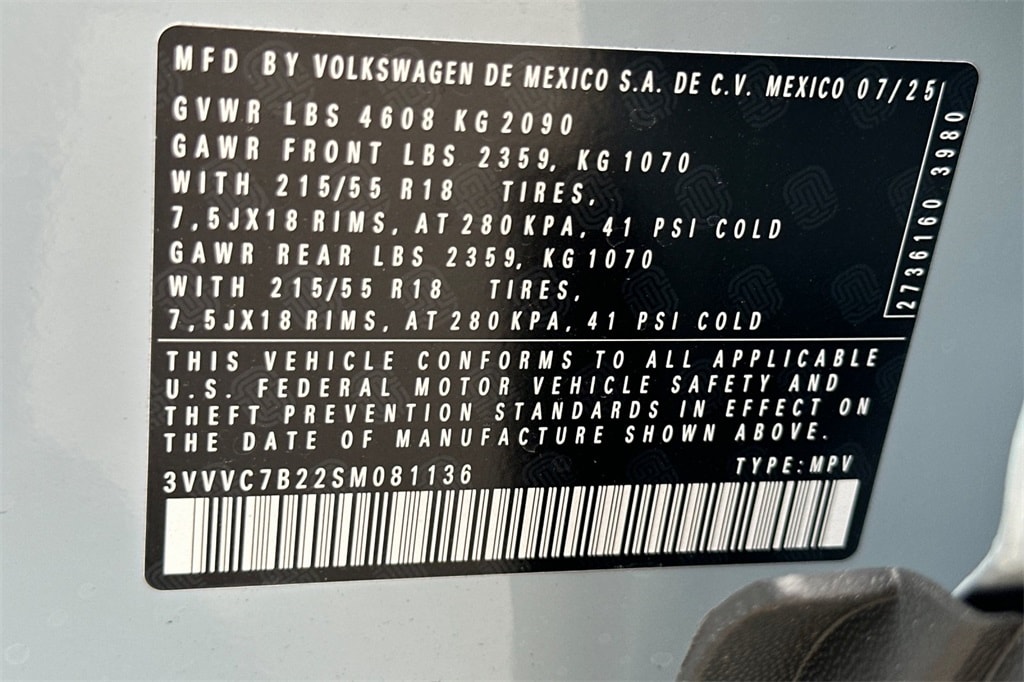 MFD BY VOLKSWAGEN DE MEXICO S.A. DE C.V. MEXICO 07/25
GVWR LBS 4608 KG 2090
GAWR FRONT LBS 2359, KG 1070
WITH 215/55 R18 TIRES,
7,5JX18 RIMS, AT 280 KPA, 41 PSI COLD
GAWR REAR LBS 2359, KG 1070
WITH 215/55 R18 TIRES,
7,5JX18 RIMS, AT 280 KPA, 41 PSI COLD
2736160 3980
THIS VEHICLE CONFORMS TO ALL APPLICABLE
U.S. FEDERAL MOTOR VEHICLE SAFETY AND
THEFT PREVENTION STANDARDS IN EFFECT ON
THE DATE OF MANUFACTURE SHOWN ABOVE.
3VVVC7B22SM081136 TYPE: MPV